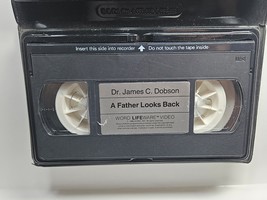 Insert this side into recorder ▲ Do not touch the tape inside
Dr. James C. Dobson
A Father Looks Back
WORD LIFEWARE VIDEO